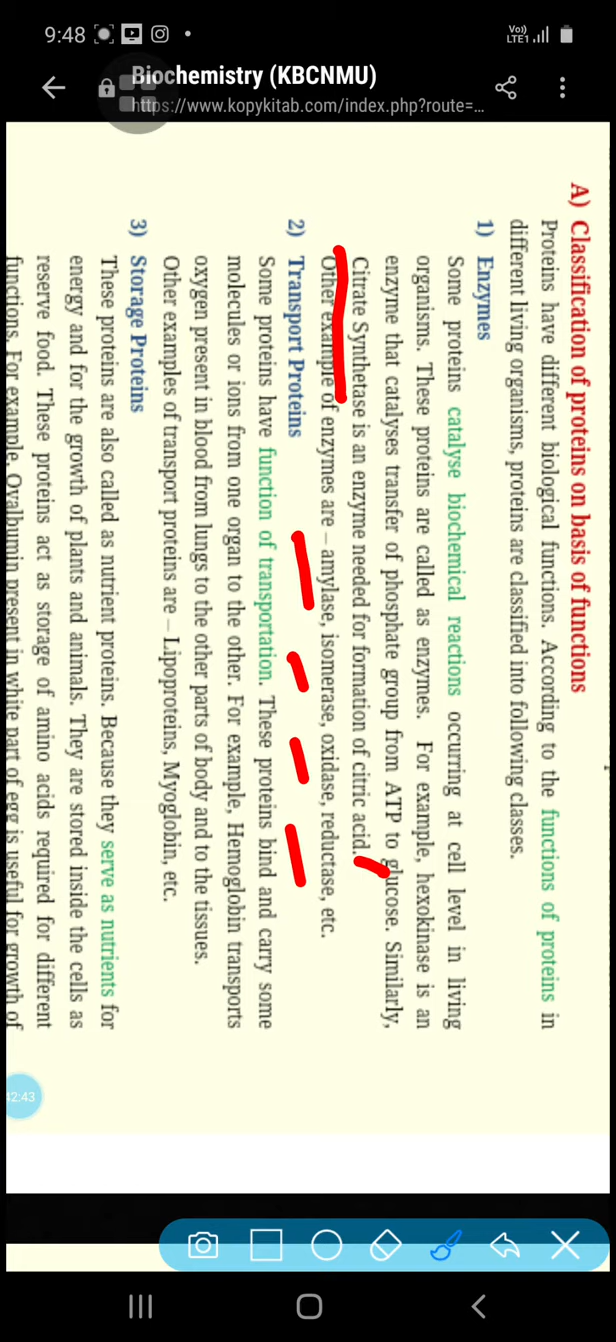 9:48
Vo))
LTE1
Biochemistry (KBCNMU)
https://www.kopykitab.com/index.php?route=...
A) Classification of proteins on basis of functions
Proteins have different biological functions. According to the functions of proteins in
different living organisms, proteins are classified into following classes.
1) Enzymes
Some proteins catalyse biochemical reactions occurring at cell level in living
organisms. These proteins are called as enzymes. For example, hexokinase is an
enzyme that catalyses transfer of phosphate group from ATP to glucose. Similarly,
Citrate Synthetase is an enzyme needed for formation of citric acid.
Other example of enzymes are – amylase, isomerase, oxidase, reductase, etc.
2) Transport Proteins
Some proteins have function of transportation. These proteins bind and carry some
molecules or ions from one organ to the other. For example, Hemoglobin transports
oxygen present in blood from lungs to the other parts of body and to the tissues.
Other examples of transport proteins are – Lipoproteins, Myoglobin, etc.
3) Storage Proteins
These proteins are also called as nutrient proteins. Because they serve as nutrients for
energy and for the growth of plants and animals. They are stored inside the cells as
reserve food. These proteins act as storage of amino acids required for different
functions. For example, Ovalbumin present in white part of egg is useful for growth of
42:43